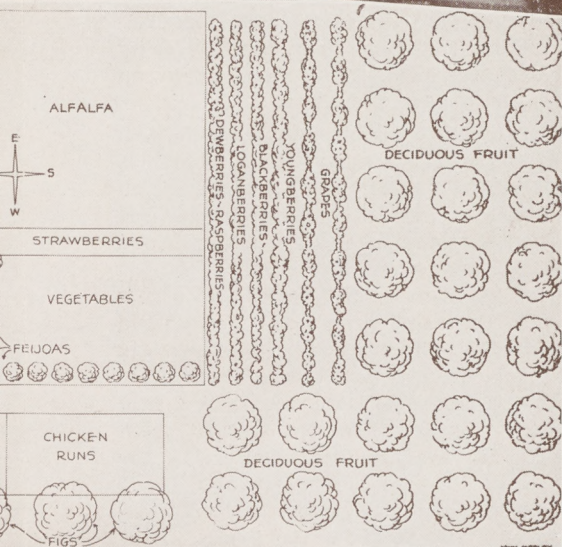 ALFALFA
E
S
W
STRAWBERRIES
VEGETABLES
FEIJOAS
DEWBERRIES-RASPBERRIES
LOGANBERRIES
BLACKBERRIES
YOUNGBERRIES
GRAPES
DECIDUOUS FRUIT
CHICKEN
RUNS
DECIDUOUS FRUIT
FIGS